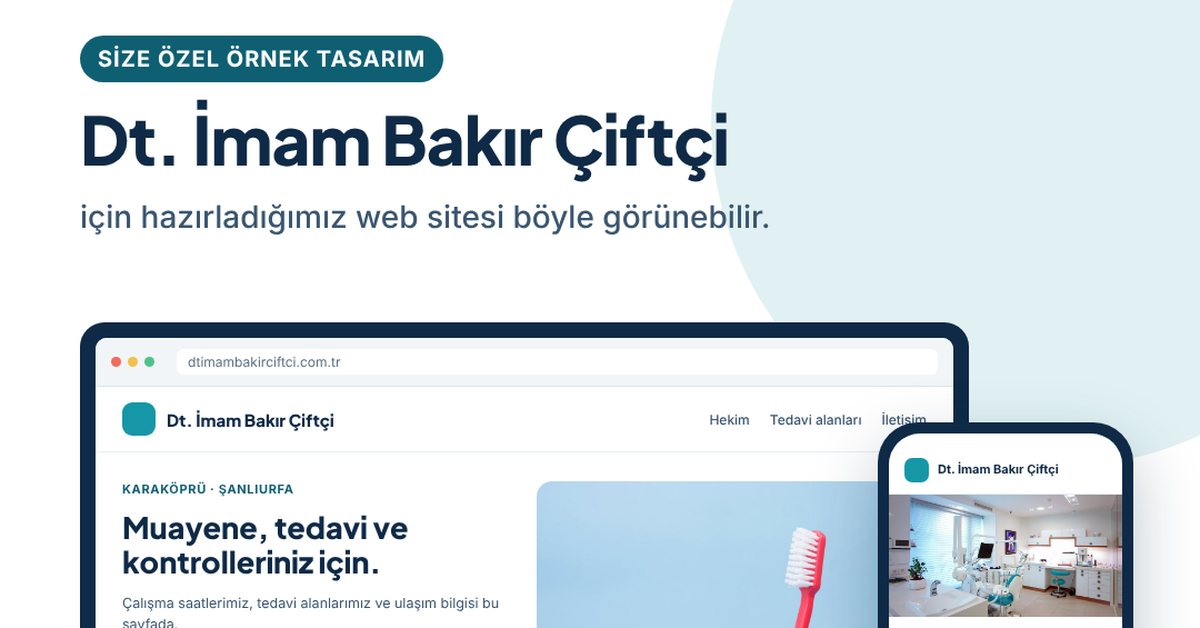 SİZE ÖZEL ÖRNEK TASARIM
Dt. İmam Bakır Çiftçi
için hazırladığımız web sitesi böyle görünebilir.
dtimambakirciftci.com.tr
Dt. İmam Bakır Çiftçi
Hekim Tedavi alanları İletişim
Dt. İmam Bakır Çiftçi
KARAKÖPRÜ · ŞANLIURFA
Muayene, tedavi ve
kontrolleriniz için.
Çalışma saatlerimiz, tedavi alanlarımız ve ulaşım bilgisi bu
sayfada.